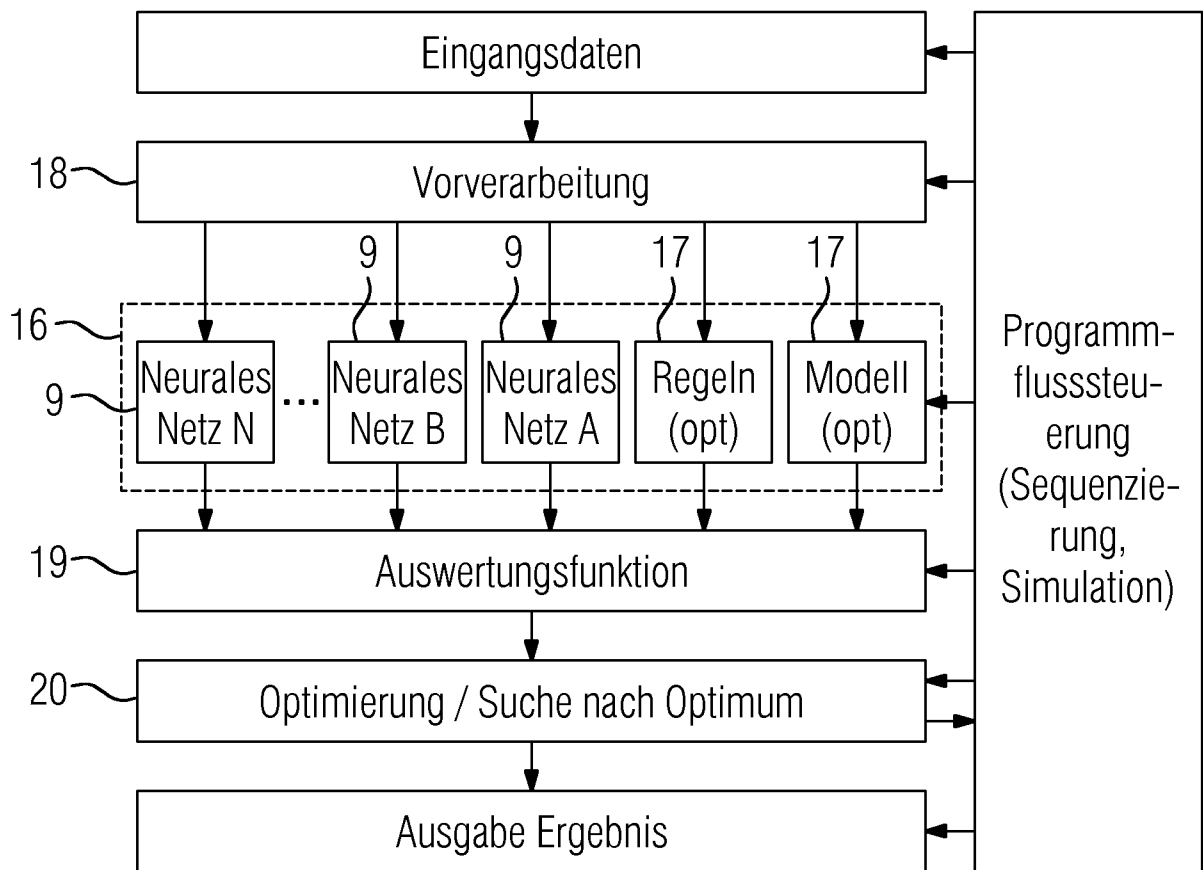 Eingangsdaten
18
Vorverarbeitung
9
9
17
17
16
9
Neurales
Netz N
...
Neurales
Netz B
Neurales
Netz A
Regeln
(opt)
Modell
(opt)
19
Auswertungsfunktion
20
Optimierung / Suche nach Optimum
Ausgabe Ergebnis
Programm-
flusssteu-
erung
(Sequenzie-
rung,
Simulation)